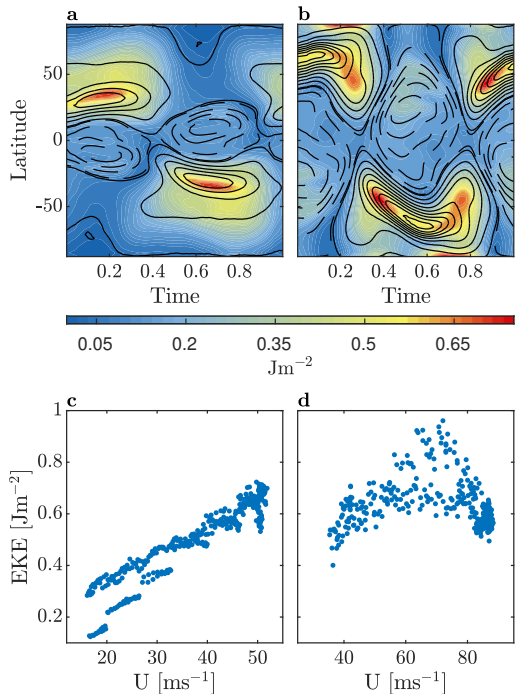 a b
Latitude
50
0
-50
0.2 0.4 0.6 0.8 0.2 0.4 0.6 0.8
Time Time
0.05 0.2 0.35 0.5 0.65
Jm⁻²
c d
EKE [Jm⁻²]
1
0.8
0.6
0.4
0.2
20 30 40 50 40 60 80
U [ms⁻¹] U [ms⁻¹]